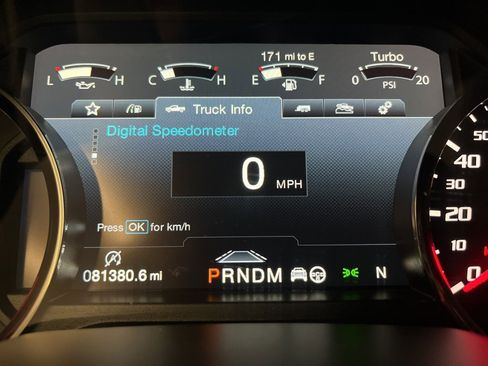 171 mi to E Turbo
L H C H E F 0 20
PSI
Truck Info
Digital Speedometer
0 MPH
Press OK for km/h
081380.6 mi PRNDM N
50
40
30
20
10
0